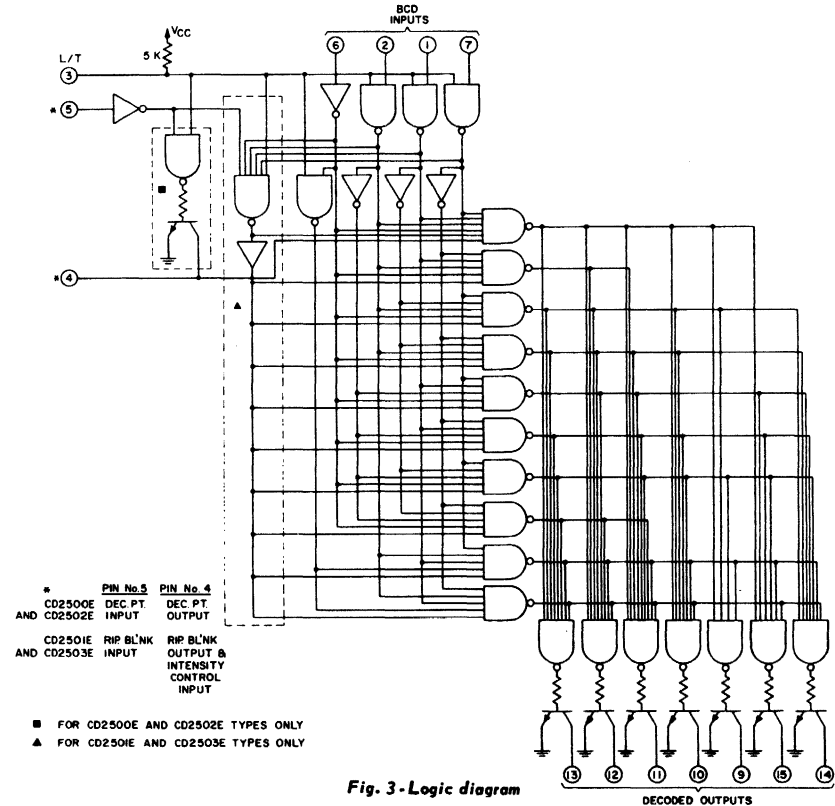 BCD
INPUTS
VCC
5 K
L/T
6 2 1 7
3
* 5
■
* 4
▲
* PIN No.5 PIN No. 4
CD2500E DEC. PT. DEC. PT.
AND CD2502E INPUT OUTPUT
CD2501E RIP. BL'NK RIP. BL'NK
AND CD2503E INPUT OUTPUT &
INTENSITY
CONTROL
INPUT
■ FOR CD2500E AND CD2502E TYPES ONLY
▲ FOR CD2501E AND CD2503E TYPES ONLY
13 12 11 10 9 15 14
DECODED OUTPUTS
Fig. 3-Logic diagram